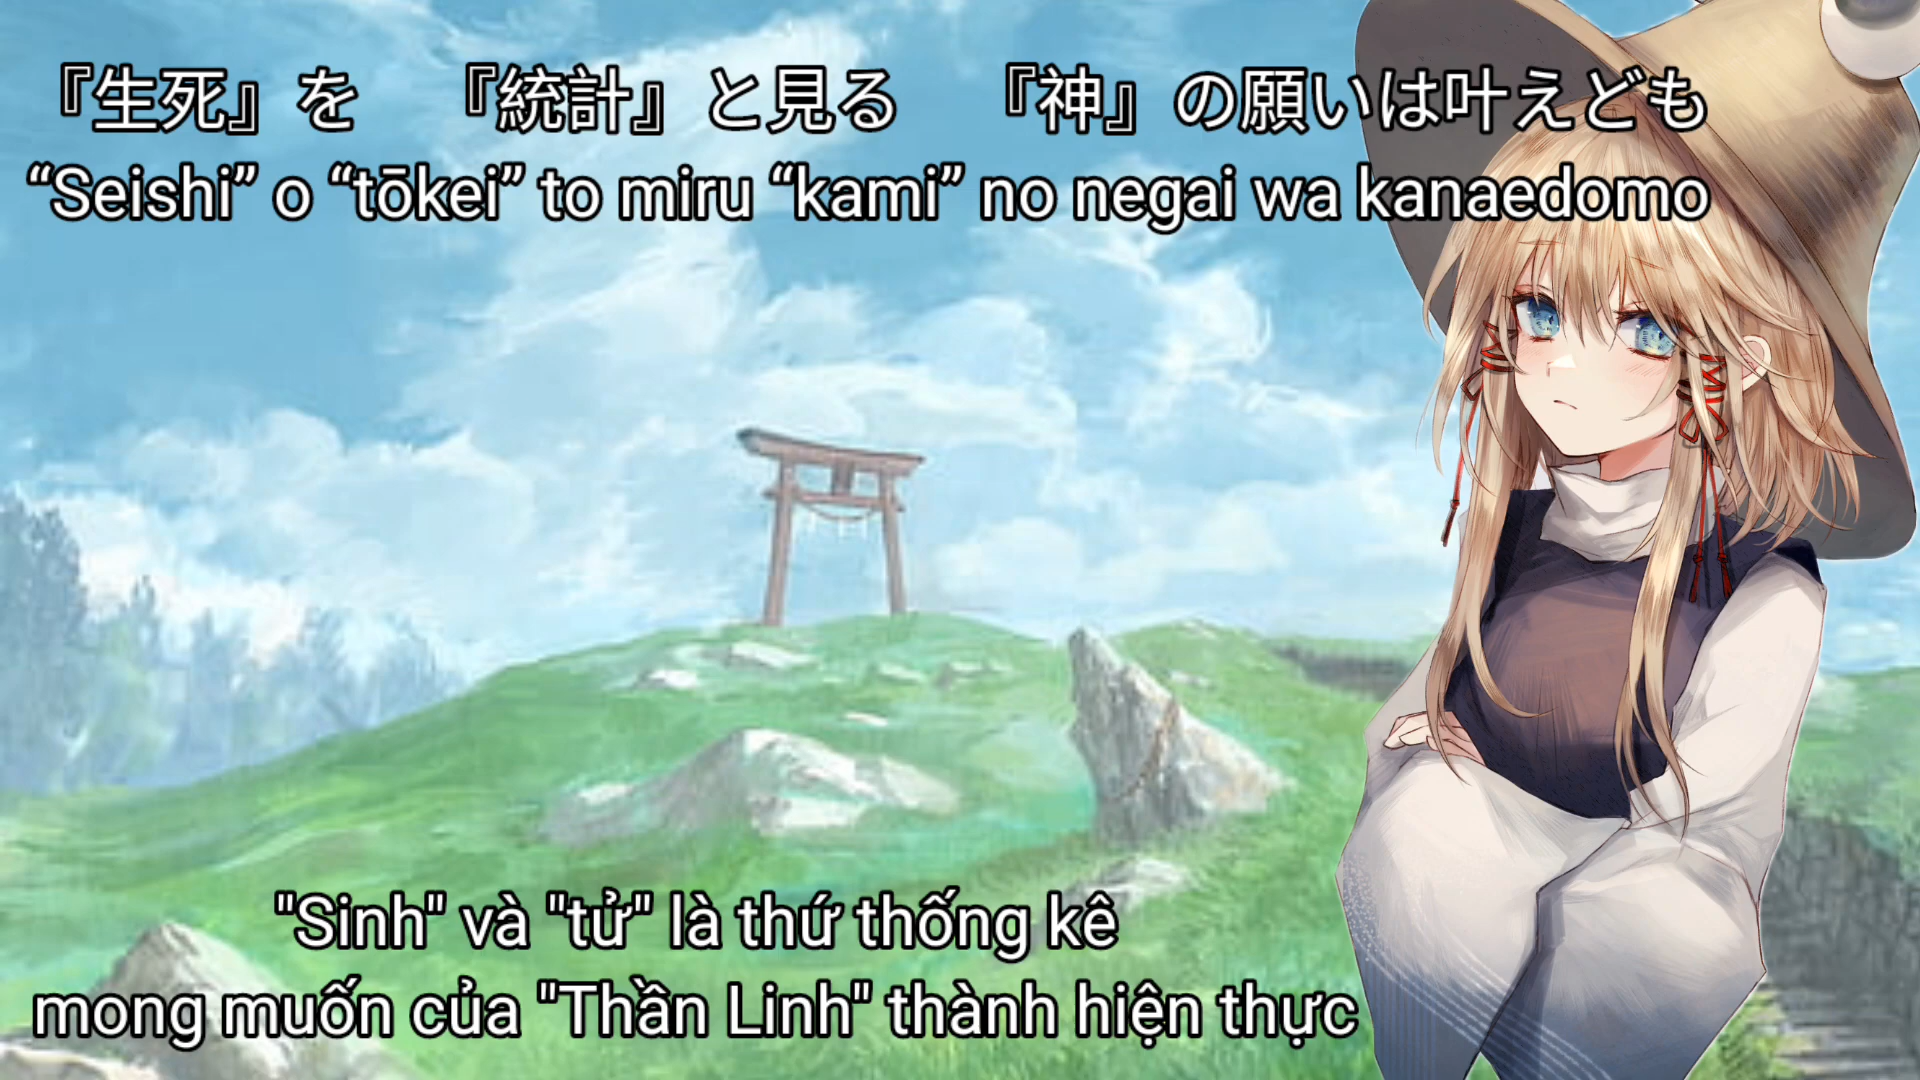 『生死』を　『統計』と見る　『神』の願いは叶えども
“Seishi” o “tōkei” to miru “kami” no negai wa kanaedomo
"Sinh" và "tử" là thứ thống kê
mong muốn của "Thần Linh" thành hiện thực